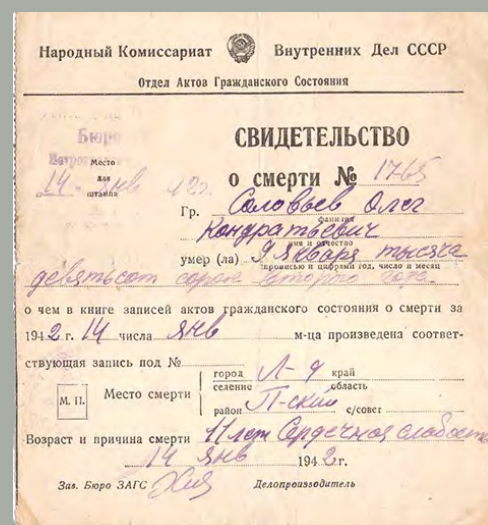 Народный Комиссариат Внутренних Дел СССР
Отдел Актов Гражданского Состояния
Бюро
Место для штампа
14 янв 1942г.
СВИДЕТЕЛЬСТВО
о смерти № 1765
Гр. Соловьев Олег
фамилия
Кондратьевич
имя и отчество
умер (ла) 9 января тысяча
прописью и цифрами год, число и месяц
девятьсот сорок второго года
о чем в книге записей актов гражданского состояния о смерти за
1942 г. 14 числа янв м-ца произведена соответ-
ствующая запись под №
город Л-д край
М. П. Место смерти селение область
район П-ский с/совет
Возраст и причина смерти 11 лет Сердечная слабость
14 янв 1942г.
Зав. Бюро ЗАГС Делопроизводитель